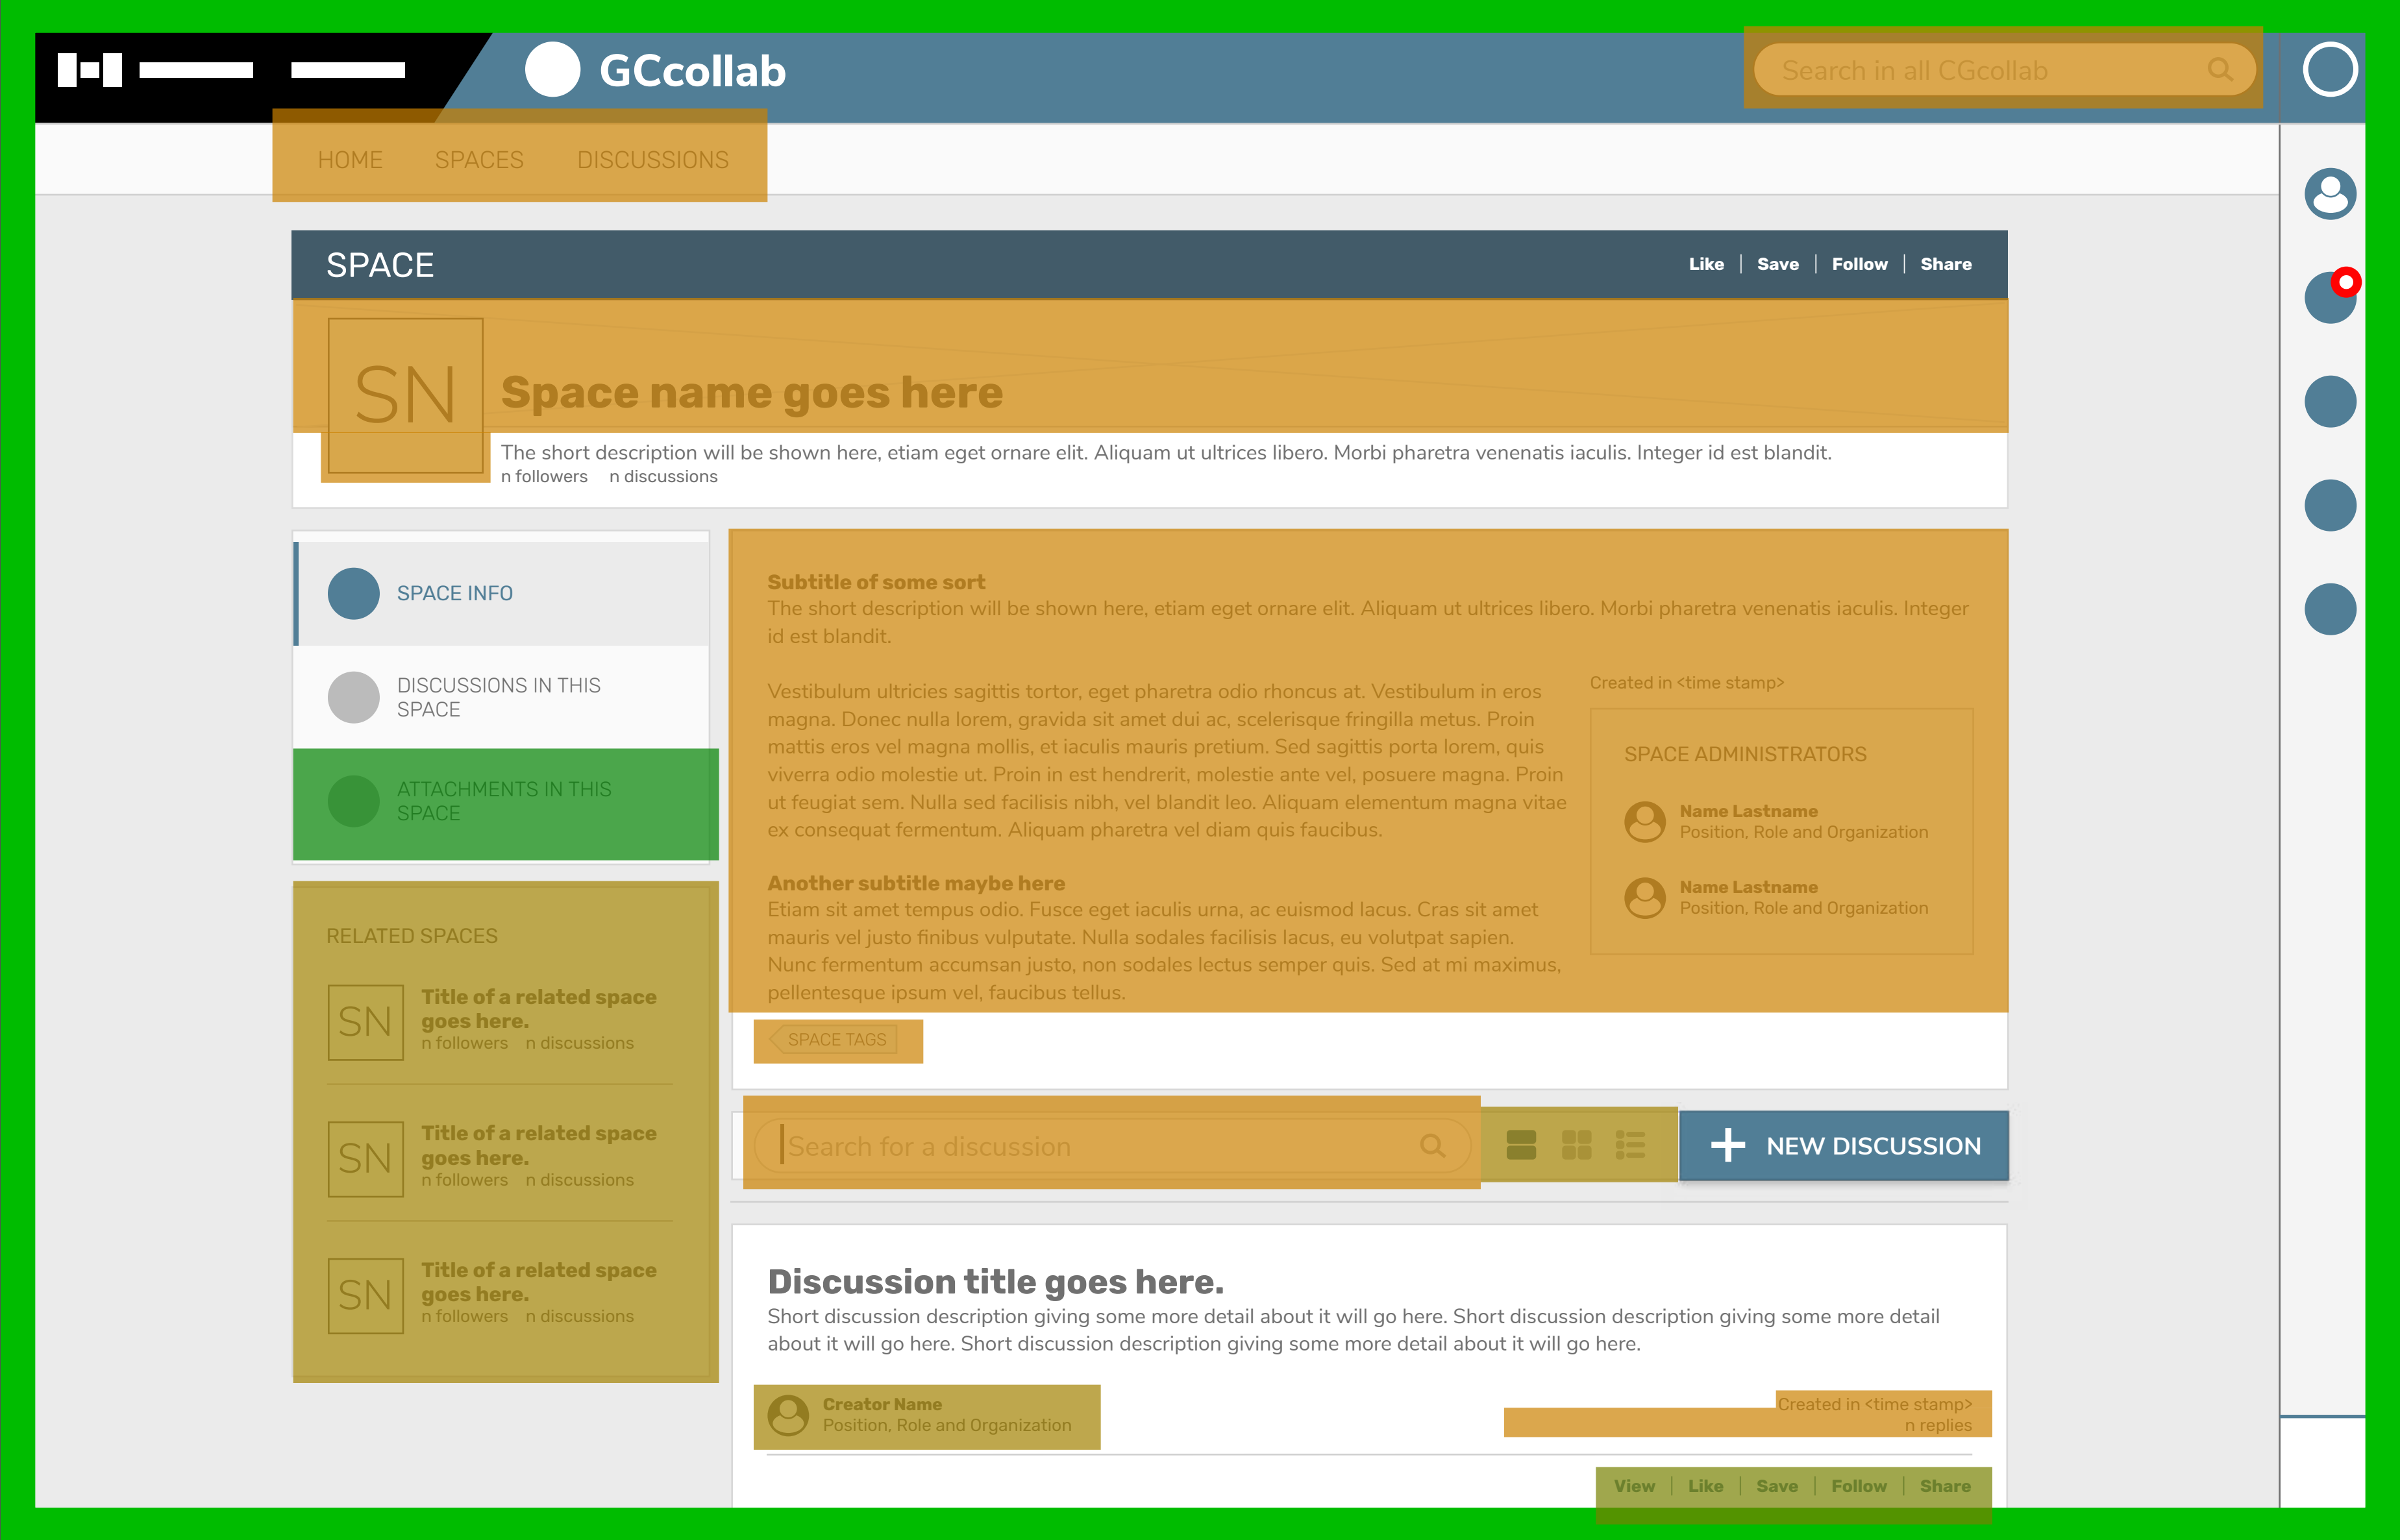 GCcollab
Search in all CGcollab
HOME SPACES DISCUSSIONS
SPACE
Like Save Follow Share
SN
Space name goes here
The short description will be shown here, etiam eget ornare elit. Aliquam ut ultrices libero. Morbi pharetra venenatis iaculis. Integer id est blandit.
n followers n discussions
SPACE INFO
DISCUSSIONS IN THIS
SPACE
ATTACHMENTS IN THIS
SPACE
RELATED SPACES
SN
Title of a related space
goes here.
n followers n discussions
SN
Title of a related space
goes here.
n followers n discussions
SN
Title of a related space
goes here.
n followers n discussions
Subtitle of some sort
The short description will be shown here, etiam eget ornare elit. Aliquam ut ultrices libero. Morbi pharetra venenatis iaculis. Integer
id est blandit.
Vestibulum ultricies sagittis tortor, eget pharetra odio rhoncus at. Vestibulum in eros
magna. Donec nulla lorem, gravida sit amet dui ac, scelerisque fringilla metus. Proin
mattis eros vel magna mollis, et iaculis mauris pretium. Sed sagittis porta lorem, quis
viverra odio molestie ut. Proin in est hendrerit, molestie ante vel, posuere magna. Proin
ut feugiat sem. Nulla sed facilisis nibh, vel blandit leo. Aliquam elementum magna vitae
ex consequat fermentum. Aliquam pharetra vel diam quis faucibus.
Another subtitle maybe here
Etiam sit amet tempus odio. Fusce eget iaculis urna, ac euismod lacus. Cras sit amet
mauris vel justo finibus vulputate. Nulla sodales facilisis lacus, eu volutpat sapien.
Nunc fermentum accumsan justo, non sodales lectus semper quis. Sed at mi maximus,
pellentesque ipsum vel, faucibus tellus.
Created in <time stamp>
SPACE ADMINISTRATORS
Name Lastname
Position, Role and Organization
Name Lastname
Position, Role and Organization
SPACE TAGS
Search for a discussion
NEW DISCUSSION
Discussion title goes here.
Short discussion description giving some more detail about it will go here. Short discussion description giving some more detail
about it will go here. Short discussion description giving some more detail about it will go here.
Creator Name
Position, Role and Organization
Created in <time stamp>
n replies
View Like Save Follow Share